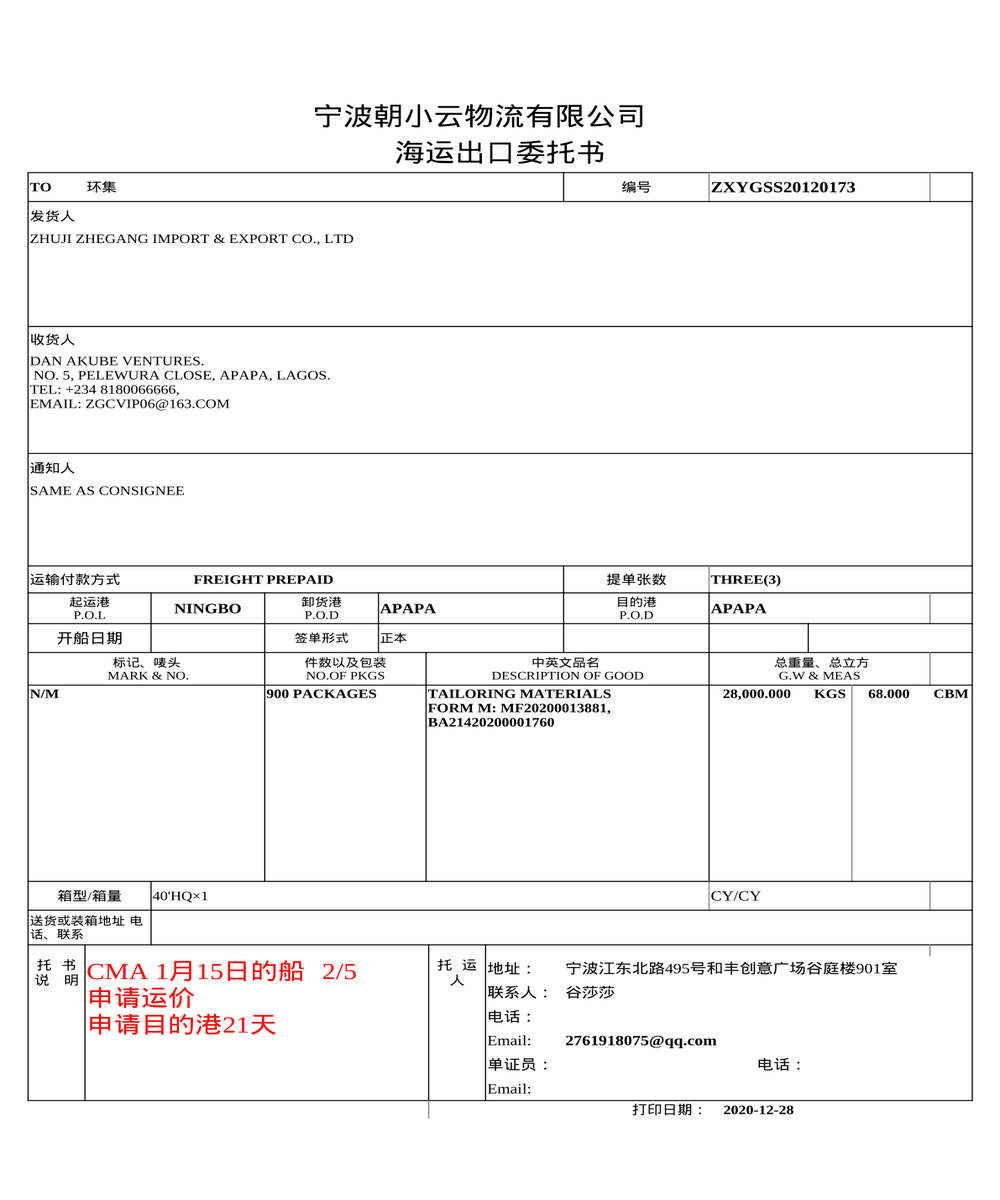 宁波朝小云物流有限公司
海运出口委托书
TO 环集 编号 ZXYGSS20120173
发货人
ZHUJI ZHEGANG IMPORT & EXPORT CO., LTD
收货人
DAN AKUBE VENTURES.
NO. 5, PELEWURA CLOSE, APAPA, LAGOS.
TEL: +234 8180066666,
EMAIL: ZGCVIP06@163.COM
通知人
SAME AS CONSIGNEE
运输付款方式 FREIGHT PREPAID 提单张数 THREE(3)
起运港 卸货港 目的港
P.O.L NINGBO P.O.D APAPA P.O.D APAPA
开船日期 签单形式 正本
标记、唛头 件数以及包装 中英文品名 总重量、总立方
MARK & NO. NO.OF PKGS DESCRIPTION OF GOOD G.W & MEAS
N/M 900 PACKAGES TAILORING MATERIALS 28,000.000 KGS 68.000 CBM
FORM M: MF20200013881,
BA21420200001760
箱型/箱量 40'HQ×1 CY/CY
送货或装箱地址 电
话、联系
托 书
说 明
CMA 1月15日的船 2/5
申请运价
申请目的港21天
托 运
人
地址： 宁波江东北路495号和丰创意广场谷庭楼901室
联系人： 谷莎莎
电话：
Email: 2761918075@qq.com
单证员： 电话：
Email:
打印日期： 2020-12-28